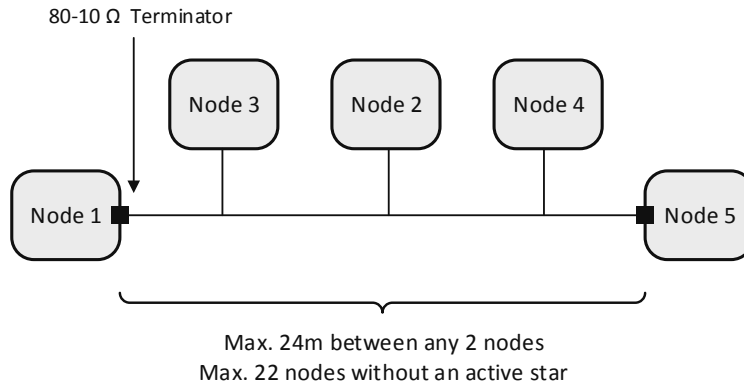 80-10 Ω Terminator
Node 3
Node 2
Node 4
Node 1
Node 5
Max. 24m between any 2 nodes
Max. 22 nodes without an active star